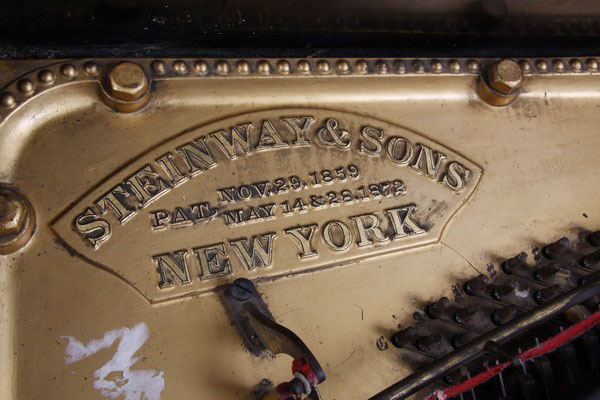 STEINWAY & SONS
PAT. NOV. 29, 1859
MAY 14 & 28. 1872
NEW YORK